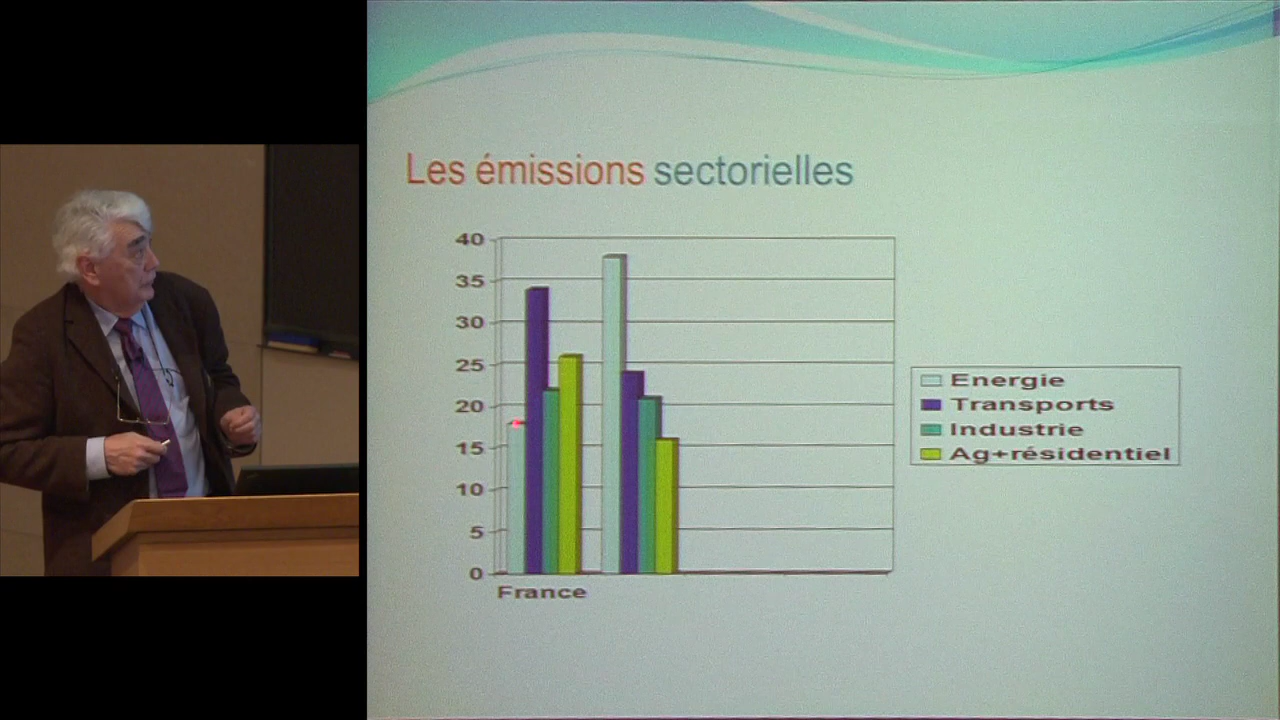 Les émissions sectorielles
40
35
30
25
20
15
10
5
0
France
Energie
Transports
Industrie
Ag+résidentiel